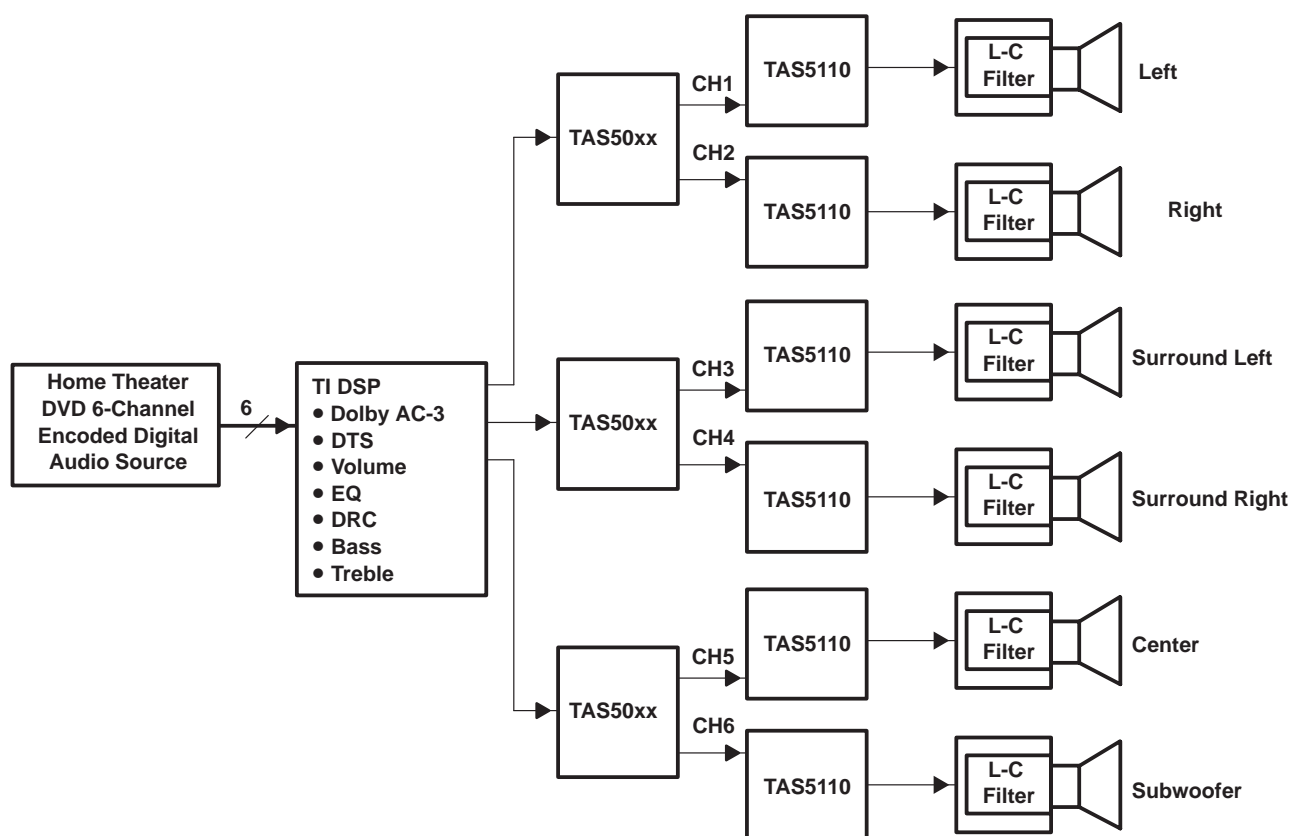 Home Theater
DVD 6-Channel
Encoded Digital
Audio Source
6
TI DSP
• Dolby AC-3
• DTS
• Volume
• EQ
• DRC
• Bass
• Treble
TAS50xx
CH1
CH2
TAS5110
L-C
Filter
Left
TAS5110
L-C
Filter
Right
TAS50xx
CH3
CH4
TAS5110
L-C
Filter
Surround Left
TAS5110
L-C
Filter
Surround Right
TAS50xx
CH5
CH6
TAS5110
L-C
Filter
Center
TAS5110
L-C
Filter
Subwoofer